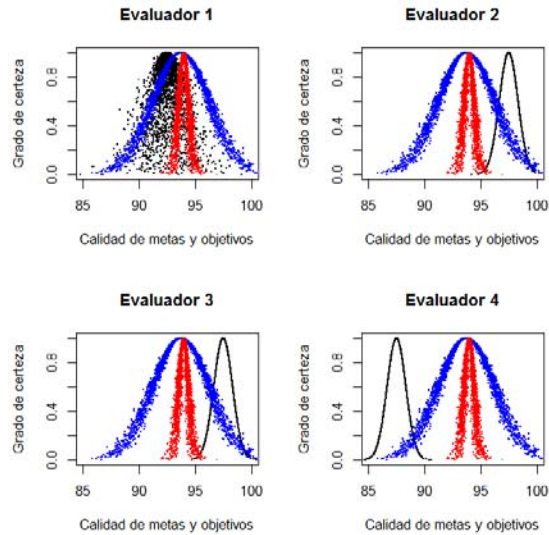 Evaluador 1
Grado de certeza
0.0 0.4 0.8
85 90 95 100
Calidad de metas y objetivos
Evaluador 2
Grado de certeza
0.0 0.4 0.8
85 90 95 100
Calidad de metas y objetivos
Evaluador 3
Grado de certeza
0.0 0.4 0.8
85 90 95 100
Calidad de metas y objetivos
Evaluador 4
Grado de certeza
0.0 0.4 0.8
85 90 95 100
Calidad de metas y objetivos